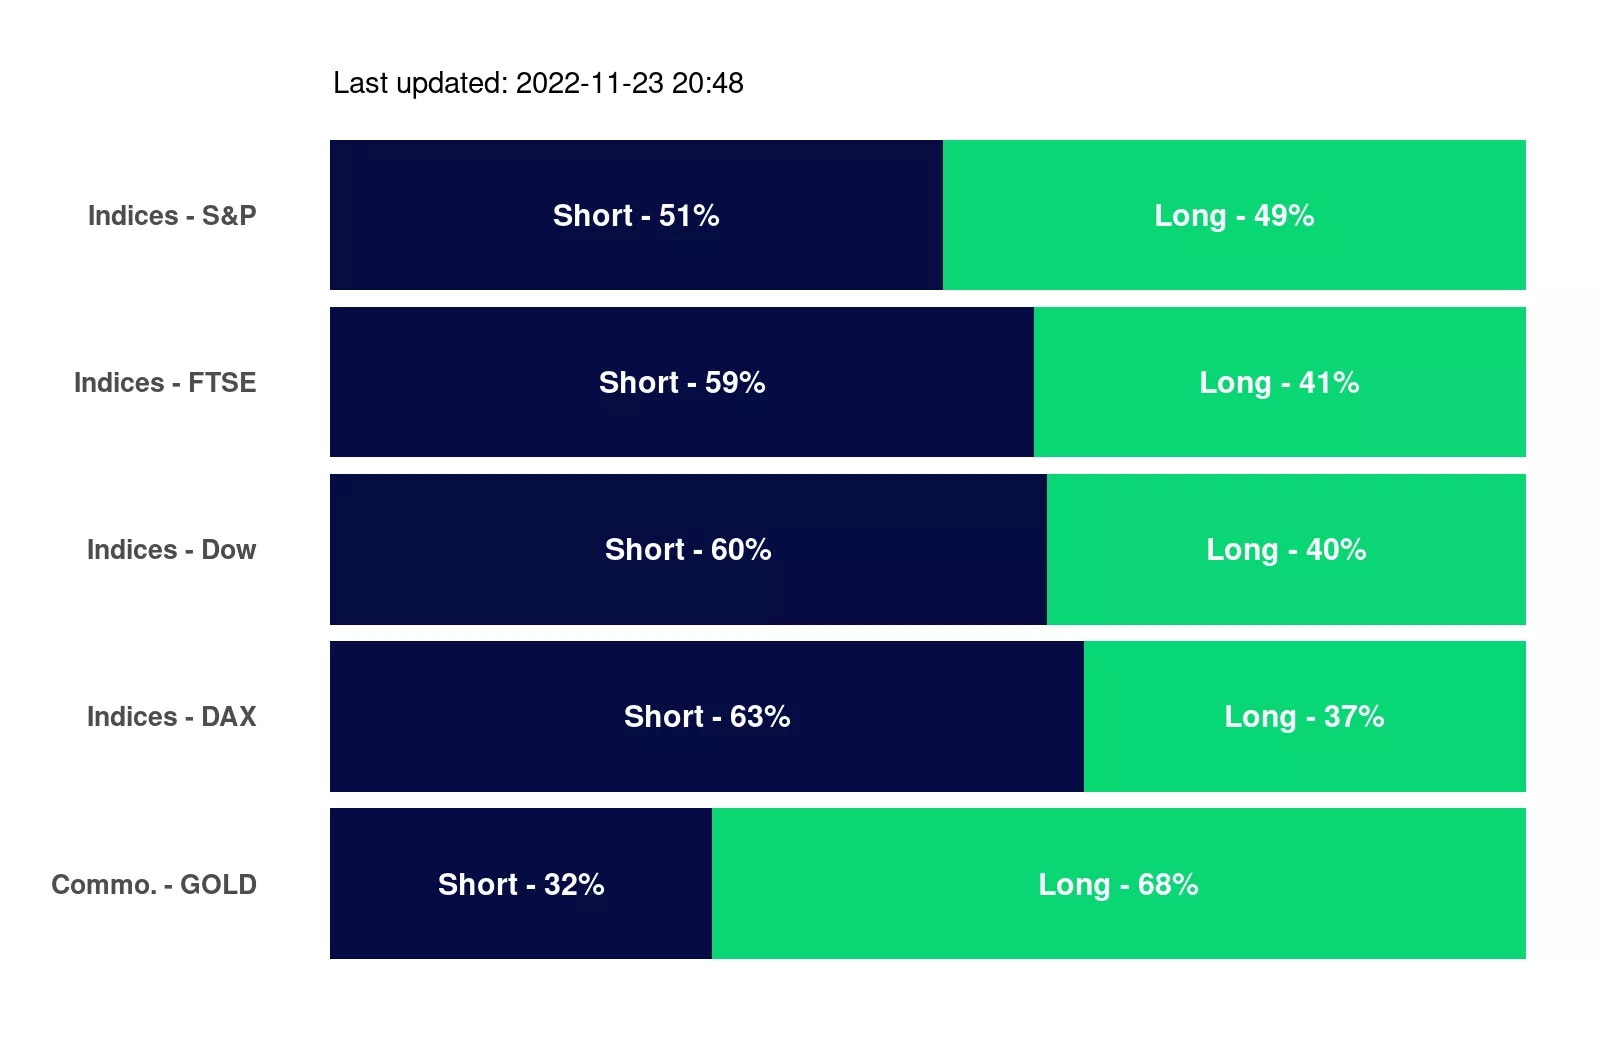 Last updated: 2022-11-23 20:48
Indices - S&P Short - 51% Long - 49%
Indices - FTSE Short - 59% Long - 41%
Indices - Dow Short - 60% Long - 40%
Indices - DAX Short - 63% Long - 37%
Commo. - GOLD Short - 32% Long - 68%